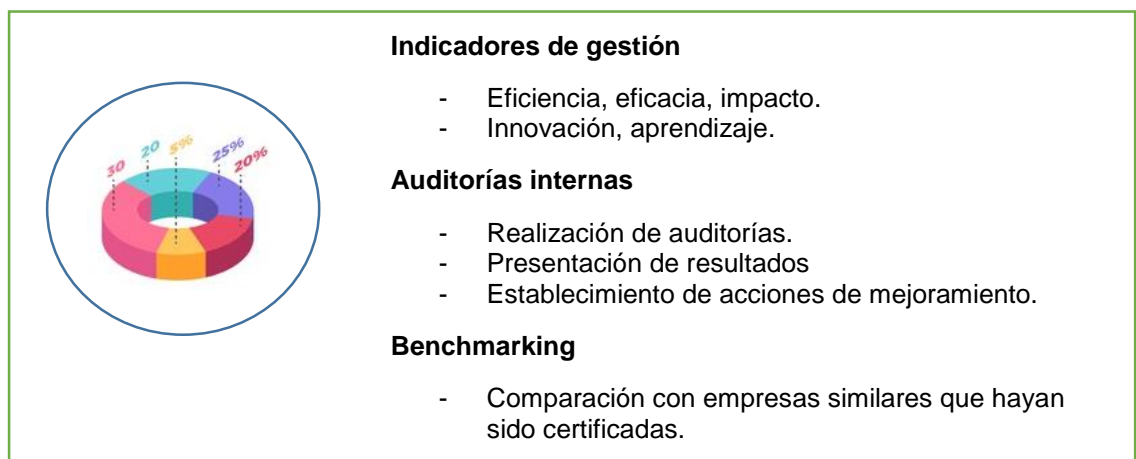 Indicadores de gestión
- Eficiencia, eficacia, impacto.
- Innovación, aprendizaje.
30 20 5% 25% 20%
Auditorías internas
- Realización de auditorías.
- Presentación de resultados
- Establecimiento de acciones de mejoramiento.
Benchmarking
- Comparación con empresas similares que hayan
sido certificadas.